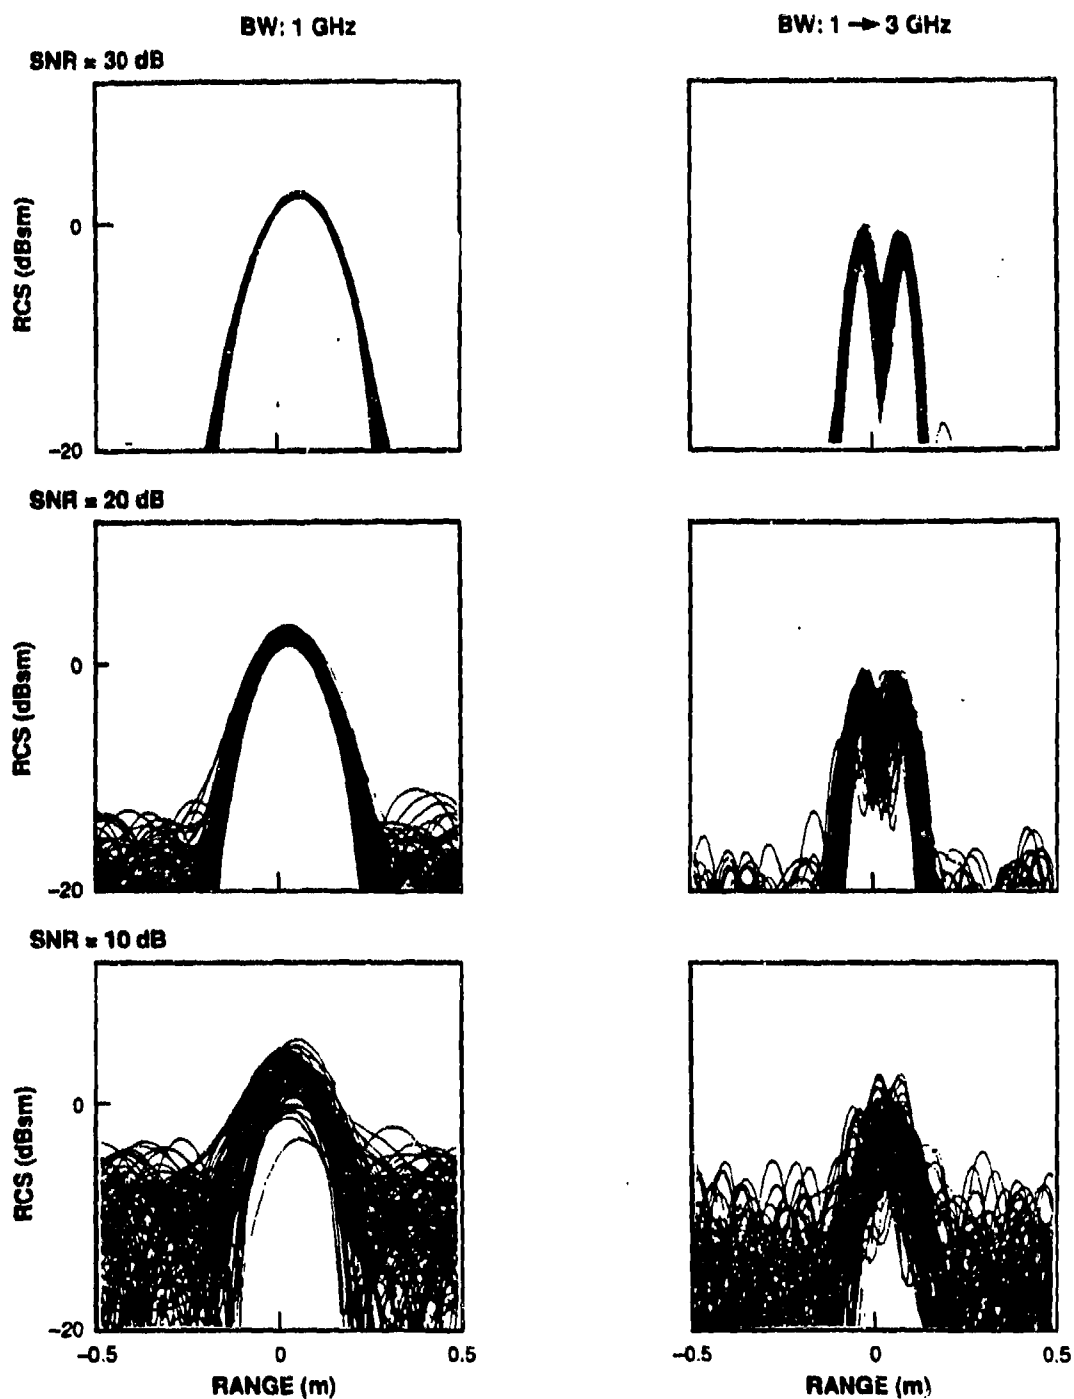 BW: 1 GHz
BW: 1 → 3 GHz
SNR = 30 dB
RCS (dBsm)
0
-20
SNR = 20 dB
RCS (dBsm)
0
-20
SNR = 10 dB
RCS (dBsm)
0
-20
-0.5
0
0.5
-0.5
0
0.5
RANGE (m)
RANGE (m)